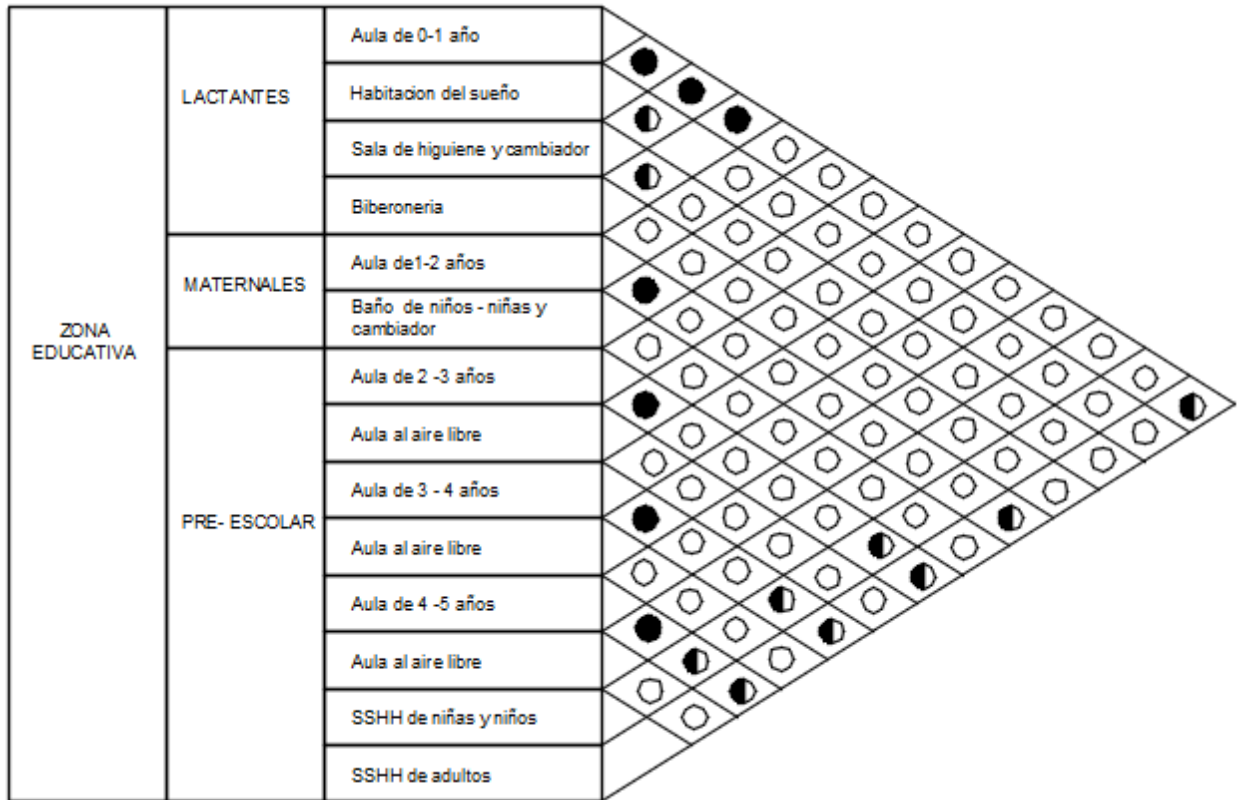 ZONA
EDUCATIVA
LACTANTES
Aula de 0-1 año
Habitacion del sueño
Sala de higuiene y cambiador
Biberoneria
MATERNALES
Aula de1-2 años
Baño de niños - niñas y
cambiador
PRE- ESCOLAR
Aula de 2 -3 años
Aula al aire libre
Aula de 3 - 4 años
Aula al aire libre
Aula de 4 -5 años
Aula al aire libre
SSHH de niñas y niños
SSHH de adultos